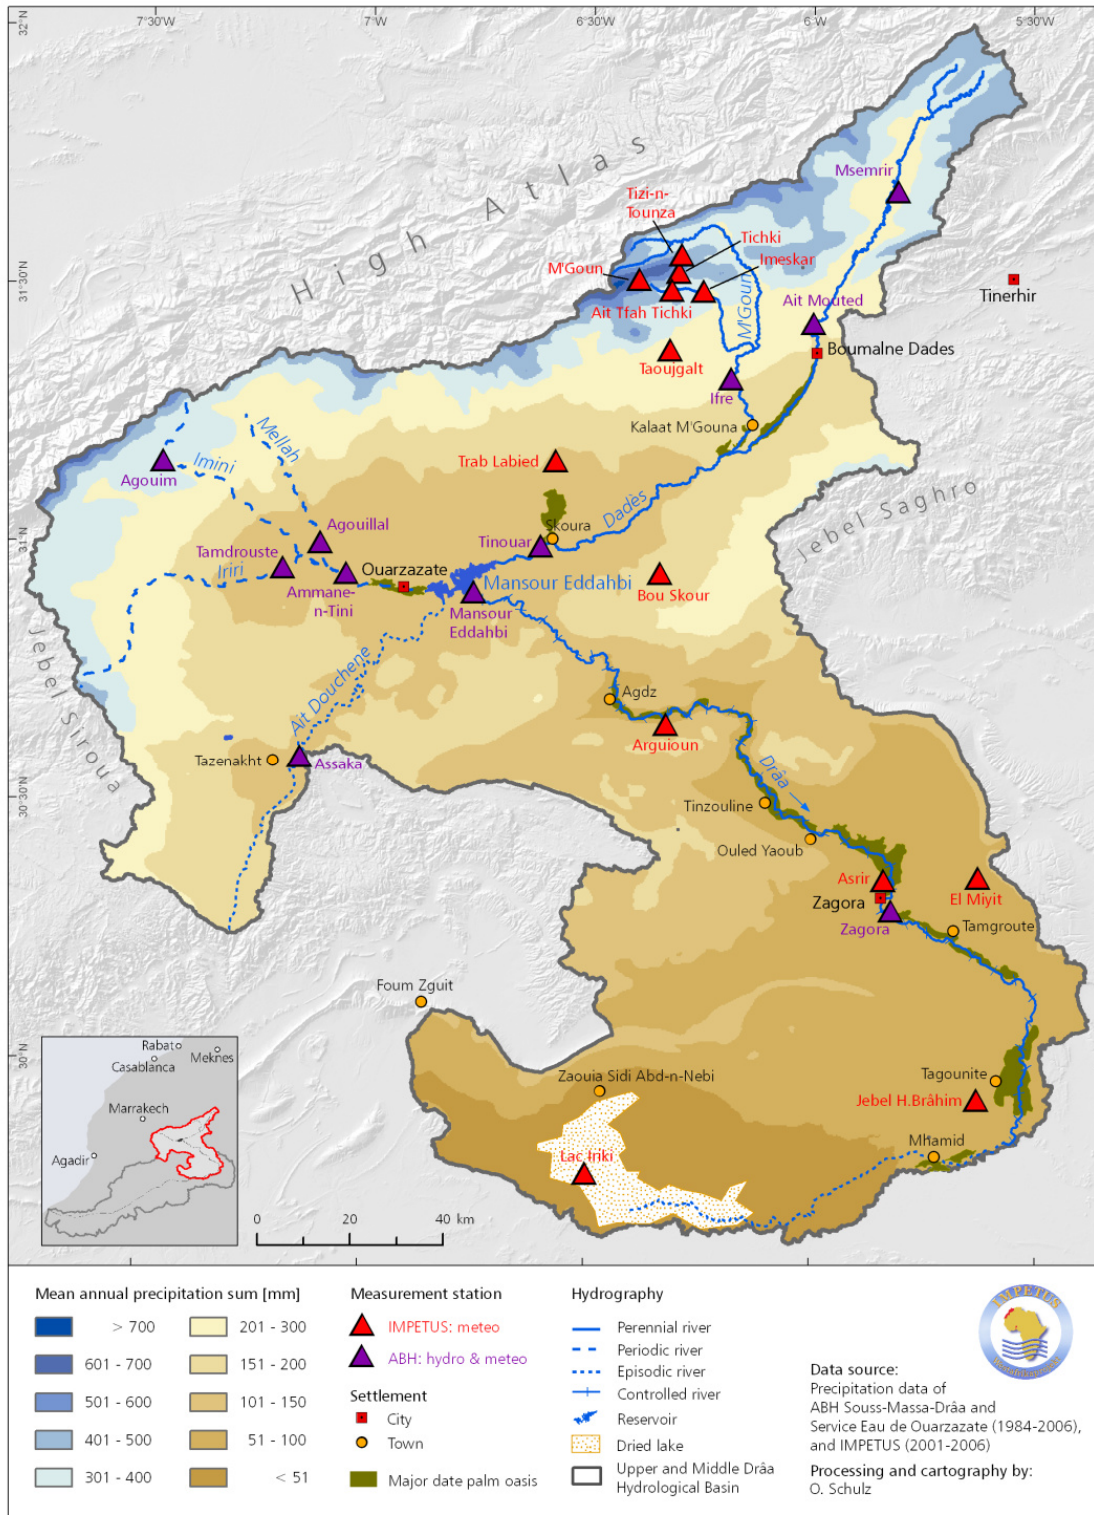 7°30'W
7°W
6°30'W
6°W
5°30'W
32°N
31°30'N
31°N
30°30'N
30°N
High Atlas
Msemrir
Tizi-n-
Tounza
Tichki
Imeskar
M'Goun
Ait Tfah Tichki
M'Goun
Tinerhir
Ait Mouted
Boumalne Dades
Taoujgalt
Ifre
Kalaat M'Gouna
Mellah
Imini
Agouim
Trab Labied
Jebel Saghro
Dadès
Skoura
Agouillal
Tinouar
Tamdrouste
Iriri
Ouarzazate
Ammane-
n-Tini
Mansour Eddahbi
Mansour
Eddahbi
Bou Skour
Jebel Siroua
Ait Douchene
Agdz
Arguioun
Tazenakht
Assaka
Drâa
Tinzouline
Ouled Yaoub
Asrir
El Miyit
Zagora
Zagora
Tamgroute
Foum Zguit
Zaouia Sidi Abd-n-Nebi
Tagounite
Jebel H.Brâhim
Mhamid
Lac Iriki
Rabat
Casablanca
Meknes
Marrakech
Agadir
0 20 40 km
Mean annual precipitation sum [mm]
> 700
601 - 700
501 - 600
401 - 500
301 - 400
201 - 300
151 - 200
101 - 150
51 - 100
< 51
Measurement station
IMPETUS: meteo
ABH: hydro & meteo
Settlement
City
Town
Major date palm oasis
Hydrography
Perennial river
Periodic river
Episodic river
Controlled river
Reservoir
Dried lake
Upper and Middle Drâa
Hydrological Basin
IMPETUS
Data source:
Precipitation data of
ABH Souss-Massa-Drâa and
Service Eau de Ouarzazate (1984-2006),
and IMPETUS (2001-2006)
Processing and cartography by:
O. Schulz